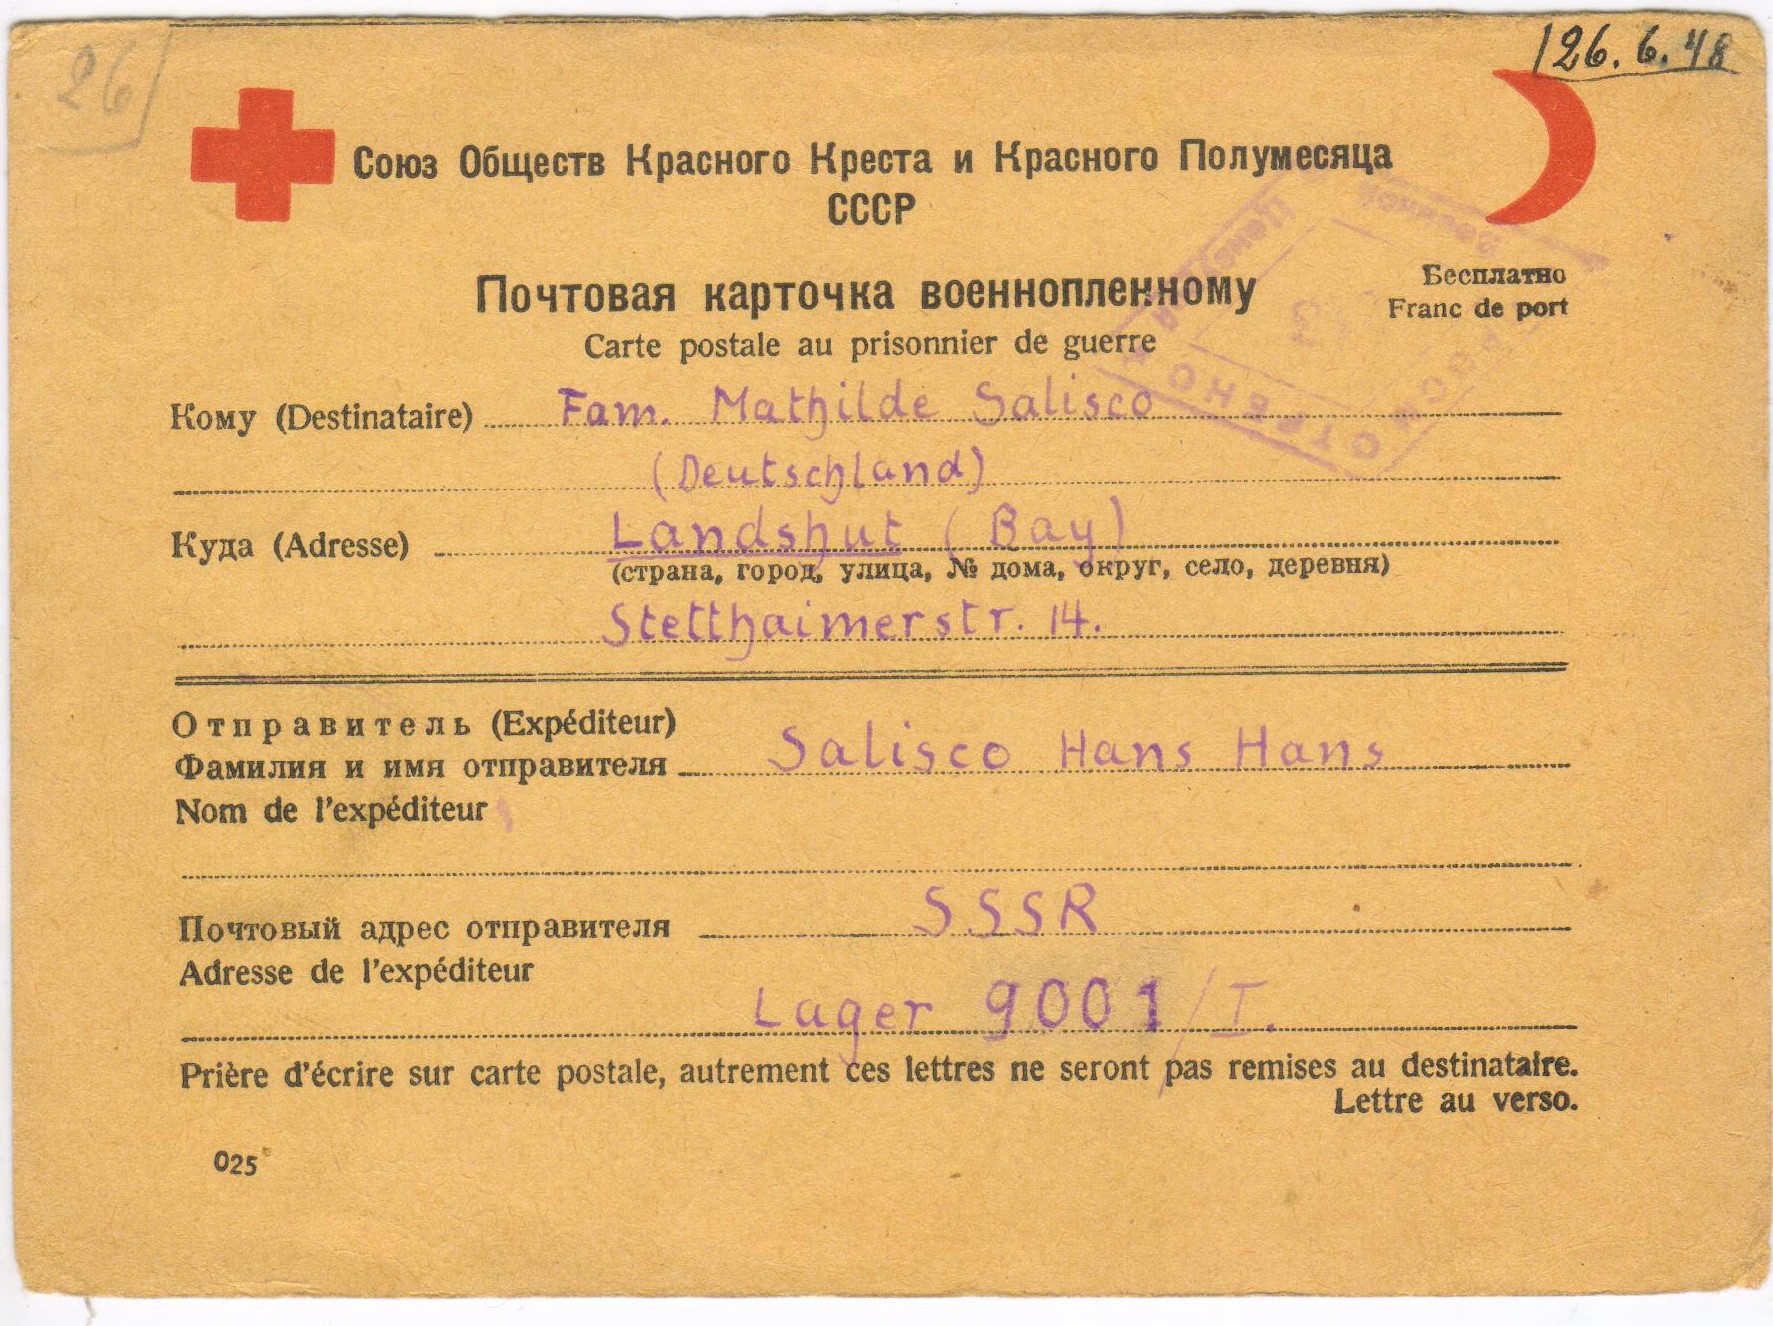 26
26.6.48
Союз Обществ Красного Креста и Красного Полумесяца
СССР
Почтовая карточка военнопленному
Carte postale au prisonnier de guerre
Бесплатно
Franc de port
Кому (Destinataire) Fam. Mathilde Salisco
(Deutschland)
Куда (Adresse) Landshut (Bay)
(страна, город, улица, № дома, округ, село, деревня)
Stetthaimerstr. 14.
Отправитель (Expéditeur)
Фамилия и имя отправителя Salisco Hans Hans
Nom de l'expéditeur
Почтовый адрес отправителя SSSR
Adresse de l'expéditeur
Lager 9001/I.
Prière d'écrire sur carte postale, autrement ces lettres ne seront pas remises au destinataire.
Lettre au verso.
025